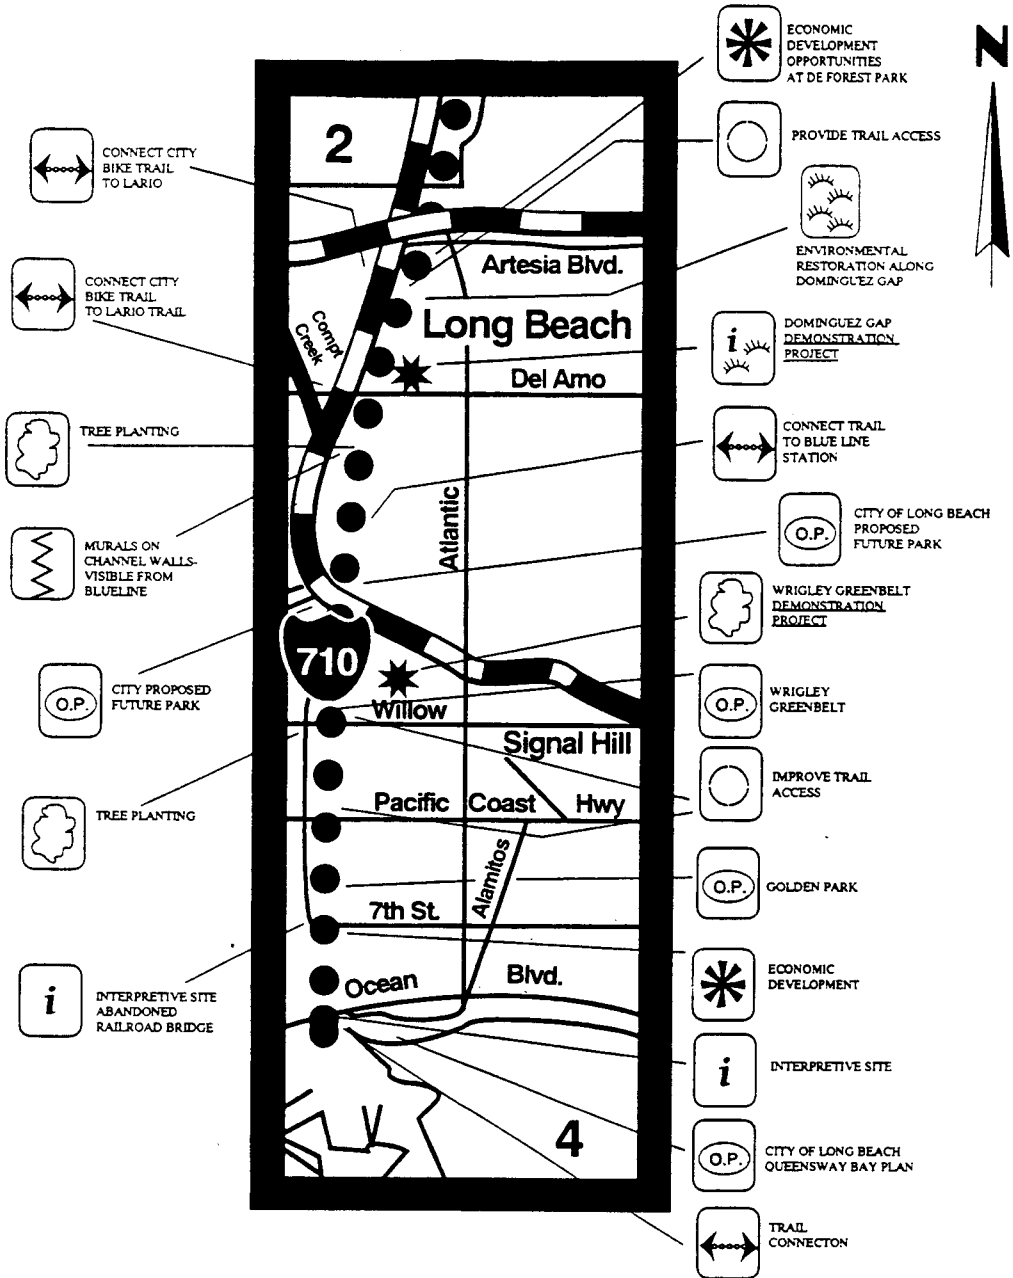 ECONOMIC
DEVELOPMENT
OPPORTUNITIES
AT DE FOREST PARK
N
2
CONNECT CITY
BIKE TRAIL
TO LARIO
PROVIDE TRAIL ACCESS
ENVIRONMENTAL
RESTORATION ALONG
DOMINGUEZ GAP
Artesia Blvd.
CONNECT CITY
BIKE TRAIL
TO LARIO TRAIL
Compt
Creek
Long Beach
i
DOMINGUEZ GAP
DEMONSTRATION
PROJECT
Del Amo
TREE PLANTING
CONNECT TRAIL
TO BLUE LINE
STATION
Atlantic
O.P.
CITY OF LONG BEACH
PROPOSED
FUTURE PARK
MURALS ON
CHANNEL WALLS-
VISIBLE FROM
BLUELINE
WRIGLEY GREENBELT
DEMONSTRATION
PROJECT
710
O.P.
CITY PROPOSED
FUTURE PARK
O.P.
WRIGLEY
GREENBELT
Willow
Signal Hill
IMPROVE TRAIL
ACCESS
Pacific Coast Hwy
TREE PLANTING
Alamitos
O.P.
GOLDEN PARK
7th St.
ECONOMIC
DEVELOPMENT
Ocean Blvd.
i
INTERPRETIVE SITE
ABANDONED
RAILROAD BRIDGE
i
INTERPRETIVE SITE
4
O.P.
CITY OF LONG BEACH
QUEENSWAY BAY PLAN
TRAIL
CONNECTON